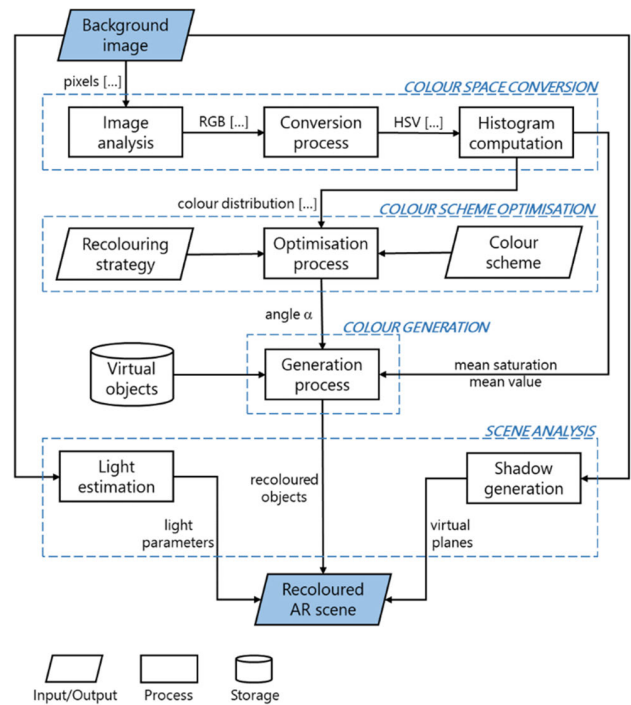 Background
image
pixels [...]
COLOUR SPACE CONVERSION
Image
analysis
RGB [...]
Conversion
process
HSV [...]
Histogram
computation
colour distribution [...]
COLOUR SCHEME OPTIMISATION
Recolouring
strategy
Optimisation
process
Colour
scheme
angle α
COLOUR GENERATION
Virtual
objects
Generation
process
mean saturation
mean value
SCENE ANALYSIS
Light
estimation
recoloured
objects
Shadow
generation
light
parameters
virtual
planes
Recoloured
AR scene
Input/Output
Process
Storage